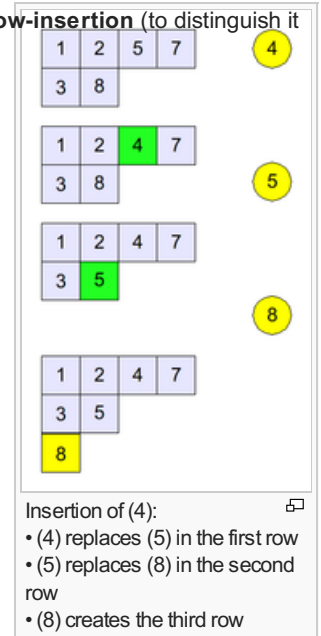 ow-insertion (to distinguish it
1 2 5 7 4
3 8
1 2 4 7
3 8 5
1 2 4 7
3 5
8
1 2 4 7
3 5
8
Insertion of (4):
• (4) replaces (5) in the first row
• (5) replaces (8) in the second
row
• (8) creates the third row